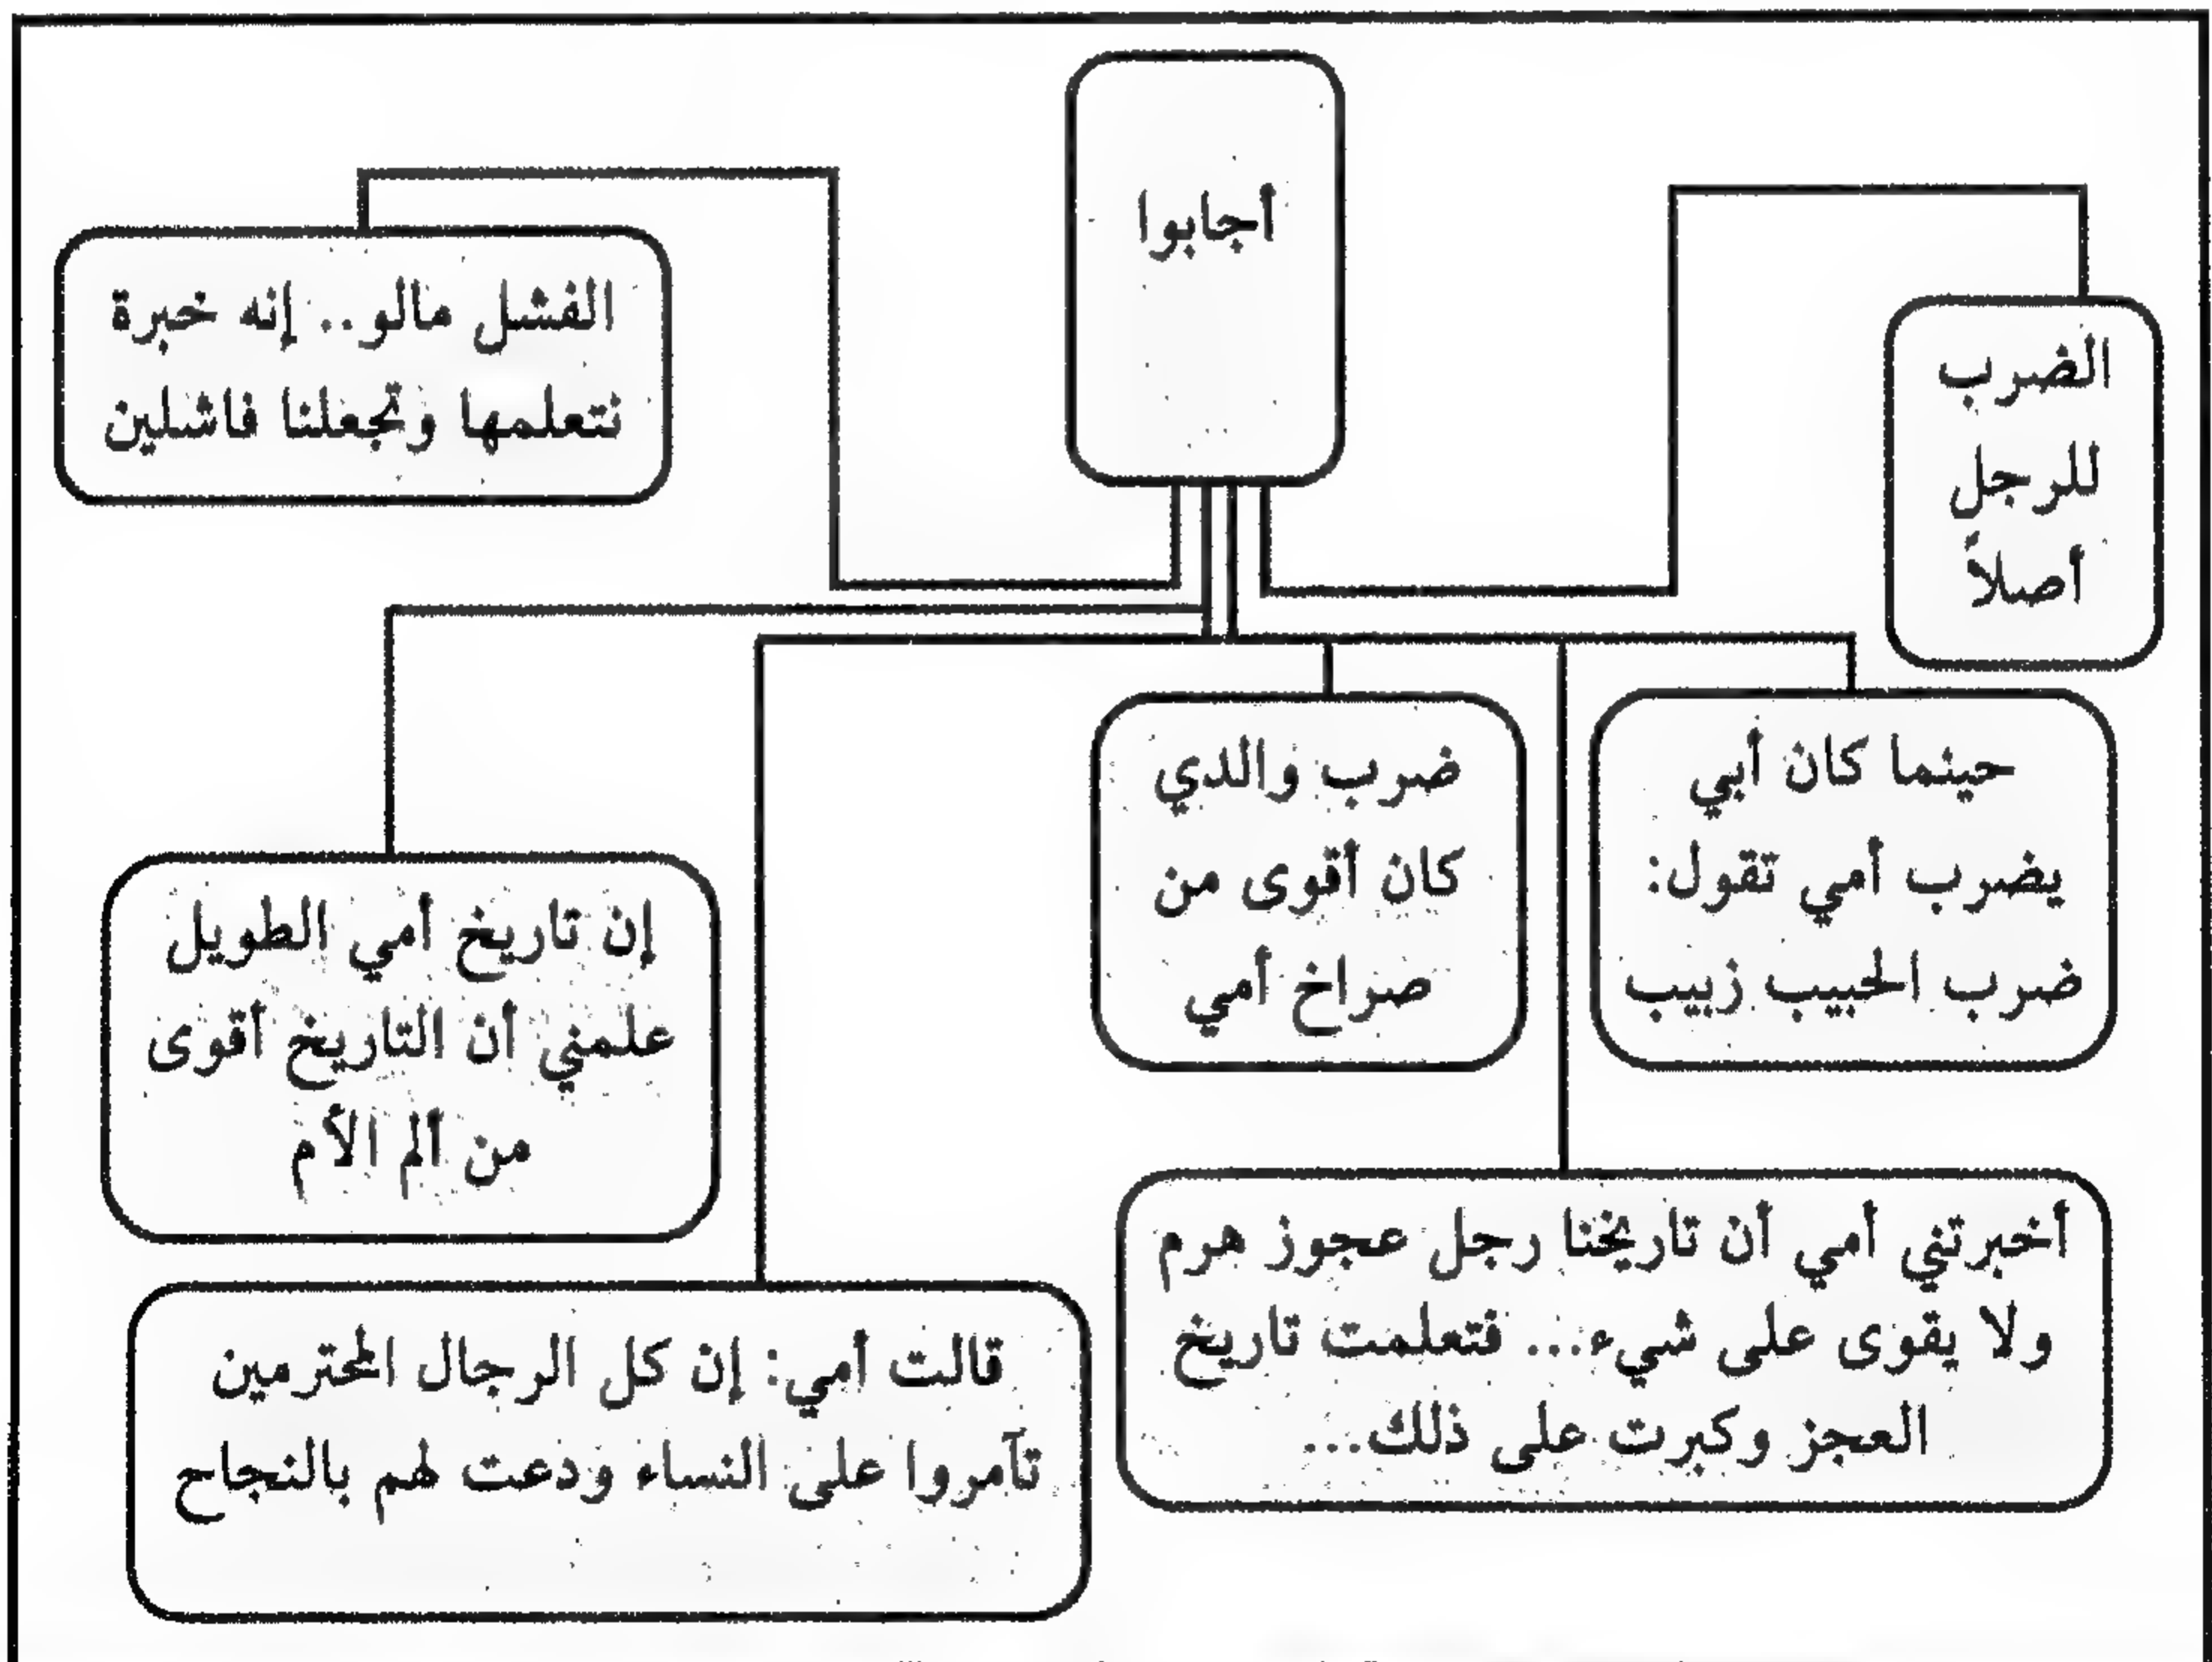 أجابوا
الضرب
للرجل
أصلاً
الفشل مالو.. إنه خبرة
نتعلمها وتجعلنا فاشلين
حينما كان أبي
يضرب أمي تقول:
ضرب الحبيب زبيب
ضرب والدي
كان أقوى من
صراخ أمي
إن تاريخ أمي الطويل
علمني أن التاريخ أقوى
من ألم الأم
أخبرتني أمي أن تاريخنا رجل عجوز هرم
ولا يقوى على شيء... فتعلمت تاريخ
العجز وكبرت على ذلك...
قالت أمي: إن كل الرجال المحترمين
تآمروا على النساء ودعت لهم بالنجاح